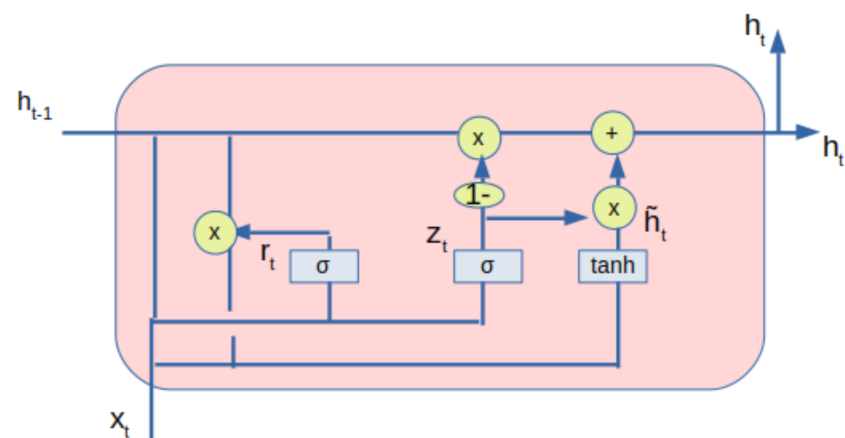 h_t
h_t-1
x
+
h_t
1-
x
x
z_t
h̃_t
r_t
σ
σ
tanh
x_t